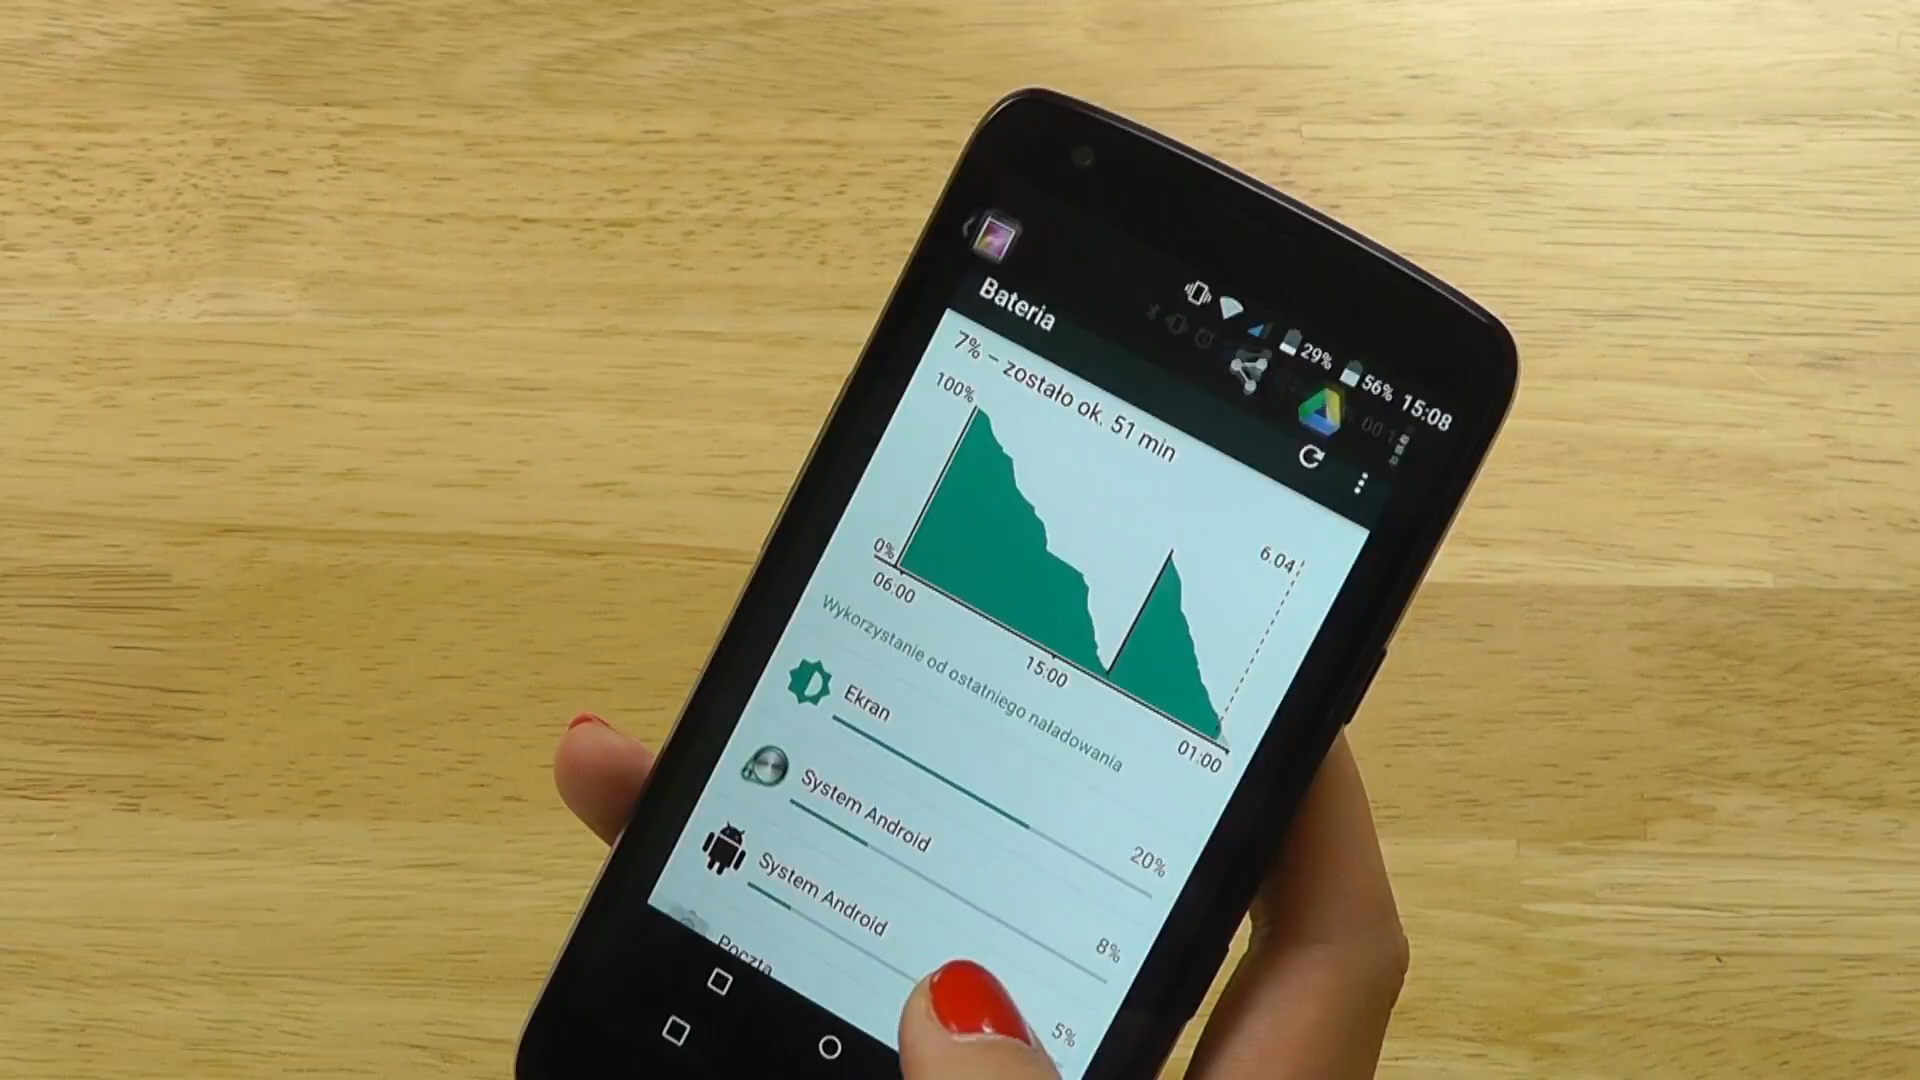 29% 56% 15:08
Bateria
7% – zostało ok. 51 min
100%
6.04
0%
06:00
15:00
01:00
Wykorzystanie od ostatniego naładowania
Ekran
20%
System Android
8%
System Android
5%
Poczta